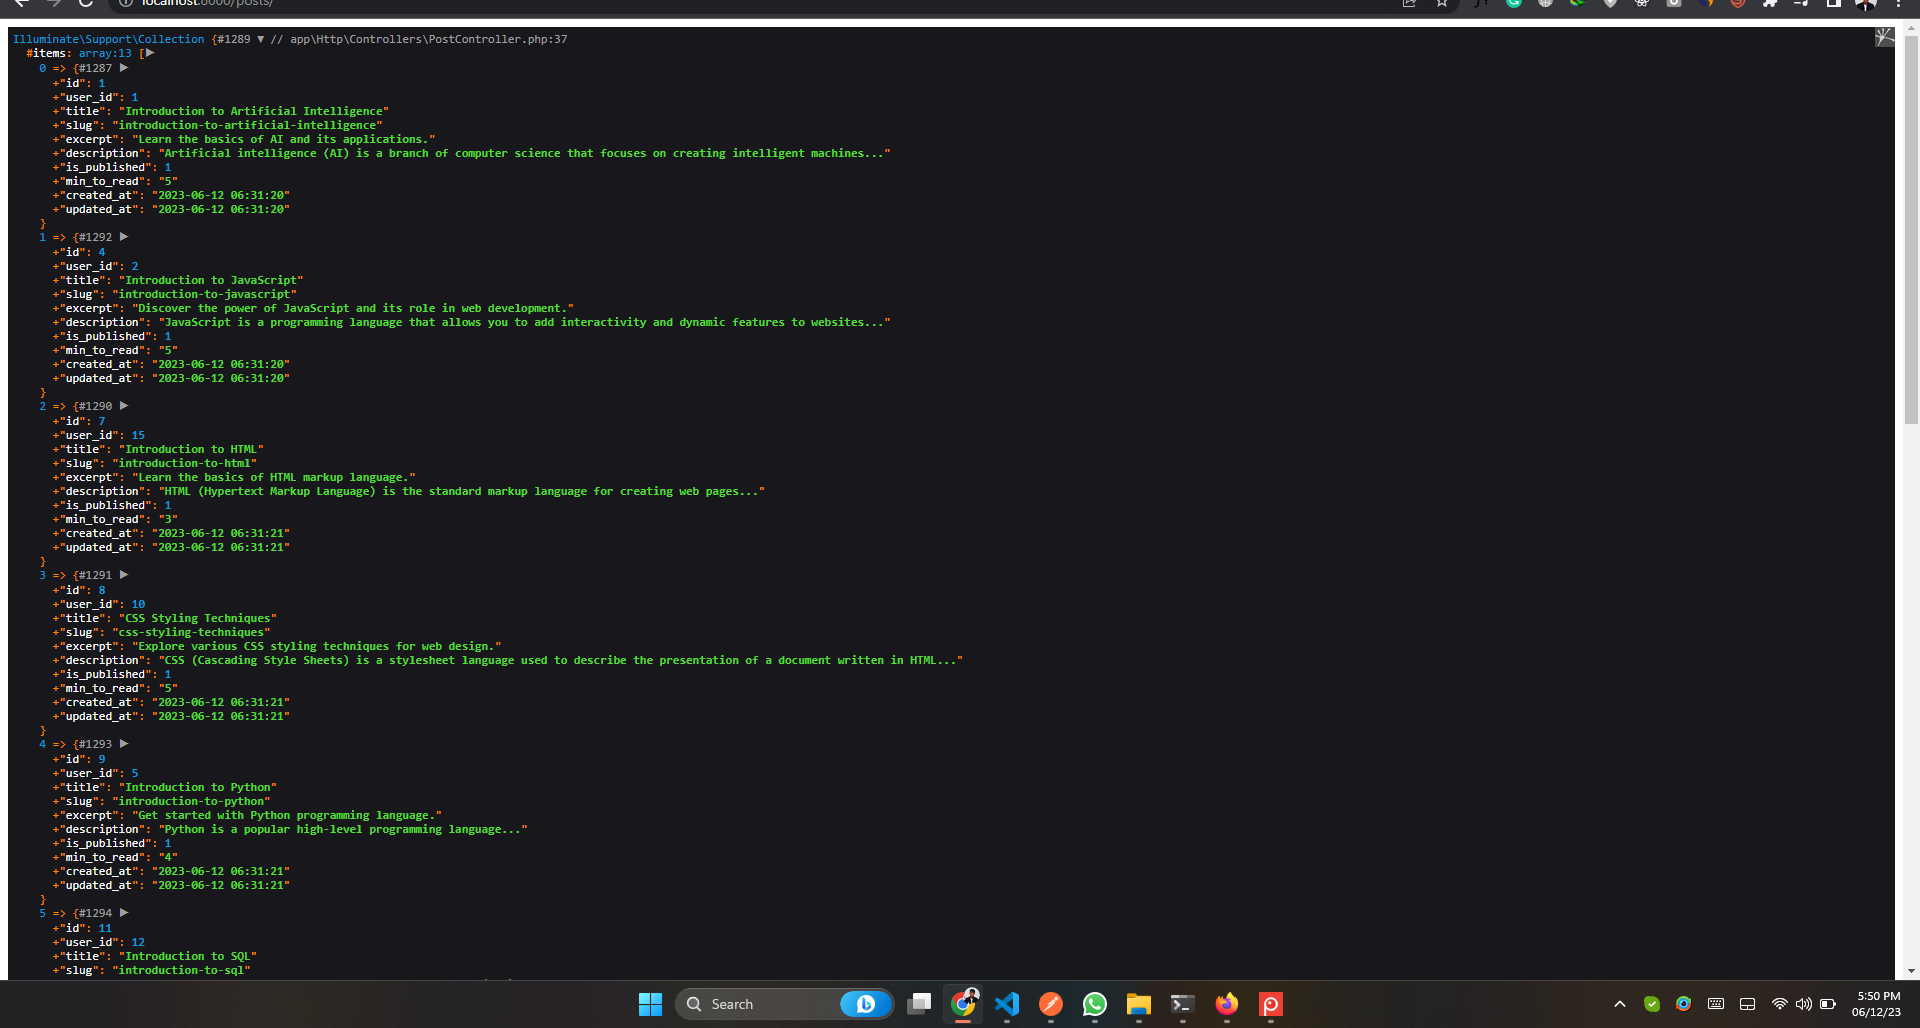 localhost:8000/posts/
Illuminate\Support\Collection {#1289 ▼ // app\Http\Controllers\PostController.php:37
#items: array:13 [▶
0 => {#1287 ▶
+"id": 1
+"user_id": 1
+"title": "Introduction to Artificial Intelligence"
+"slug": "introduction-to-artificial-intelligence"
+"excerpt": "Learn the basics of AI and its applications."
+"description": "Artificial intelligence (AI) is a branch of computer science that focuses on creating intelligent machines..."
+"is_published": 1
+"min_to_read": "5"
+"created_at": "2023-06-12 06:31:20"
+"updated_at": "2023-06-12 06:31:20"
}
1 => {#1292 ▶
+"id": 4
+"user_id": 2
+"title": "Introduction to JavaScript"
+"slug": "introduction-to-javascript"
+"excerpt": "Discover the power of JavaScript and its role in web development."
+"description": "JavaScript is a programming language that allows you to add interactivity and dynamic features to websites..."
+"is_published": 1
+"min_to_read": "5"
+"created_at": "2023-06-12 06:31:20"
+"updated_at": "2023-06-12 06:31:20"
}
2 => {#1290 ▶
+"id": 7
+"user_id": 15
+"title": "Introduction to HTML"
+"slug": "introduction-to-html"
+"excerpt": "Learn the basics of HTML markup language."
+"description": "HTML (Hypertext Markup Language) is the standard markup language for creating web pages..."
+"is_published": 1
+"min_to_read": "3"
+"created_at": "2023-06-12 06:31:21"
+"updated_at": "2023-06-12 06:31:21"
}
3 => {#1291 ▶
+"id": 8
+"user_id": 10
+"title": "CSS Styling Techniques"
+"slug": "css-styling-techniques"
+"excerpt": "Explore various CSS styling techniques for web design."
+"description": "CSS (Cascading Style Sheets) is a stylesheet language used to describe the presentation of a document written in HTML..."
+"is_published": 1
+"min_to_read": "5"
+"created_at": "2023-06-12 06:31:21"
+"updated_at": "2023-06-12 06:31:21"
}
4 => {#1293 ▶
+"id": 9
+"user_id": 5
+"title": "Introduction to Python"
+"slug": "introduction-to-python"
+"excerpt": "Get started with Python programming language."
+"description": "Python is a popular high-level programming language..."
+"is_published": 1
+"min_to_read": "4"
+"created_at": "2023-06-12 06:31:21"
+"updated_at": "2023-06-12 06:31:21"
}
5 => {#1294 ▶
+"id": 11
+"user_id": 12
+"title": "Introduction to SQL"
+"slug": "introduction-to-sql"
Search
5:50 PM
06/12/23